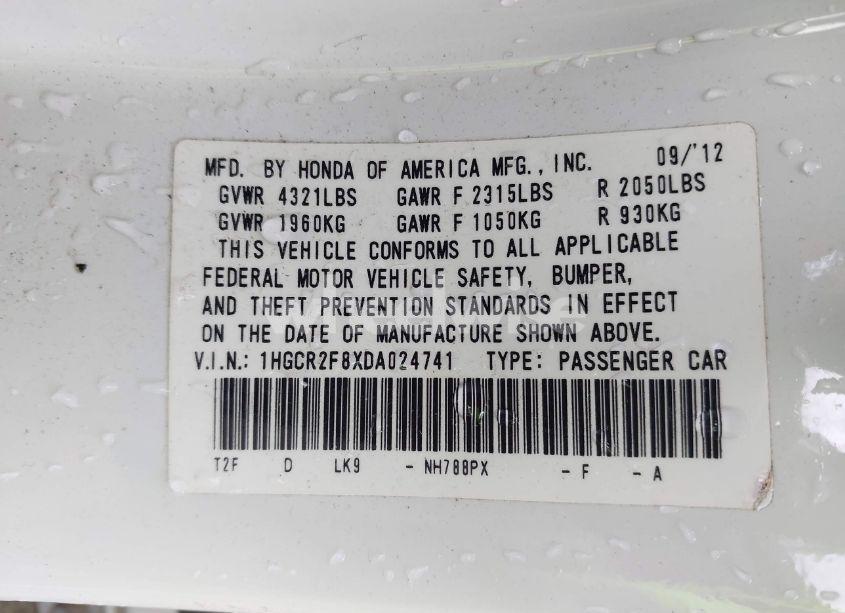 MFD. BY HONDA OF AMERICA MFG., INC. 09/'12
GVWR 4321LBS GAWR F 2315LBS R 2050LBS
GVWR 1960KG GAWR F 1050KG R 930KG
THIS VEHICLE CONFORMS TO ALL APPLICABLE
FEDERAL MOTOR VEHICLE SAFETY, BUMPER,
AND THEFT PREVENTION STANDARDS IN EFFECT
ON THE DATE OF MANUFACTURE SHOWN ABOVE.
V.I.N.: 1HGCR2F8XDA024741 TYPE: PASSENGER CAR
T2F D LK9 - NH788PX - F - A